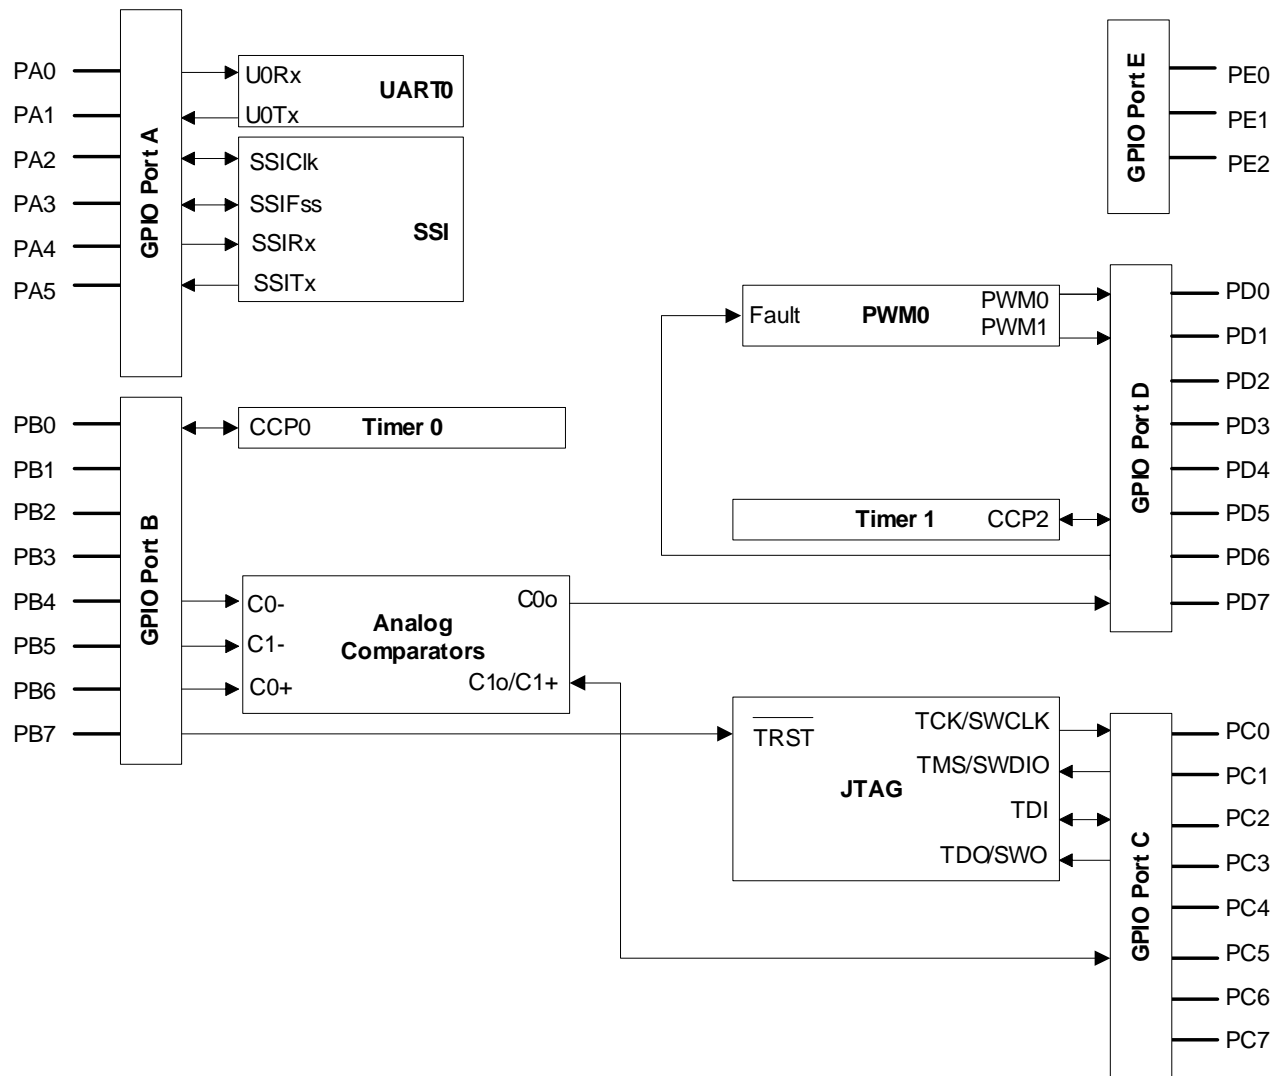 PA0
PA1
PA2
PA3
PA4
PA5
GPIO Port A
U0Rx
U0Tx
UART0
SSIClk
SSIFss
SSIRx
SSITx
SSI
GPIO Port E
PE0
PE1
PE2
PB0
PB1
PB2
PB3
PB4
PB5
PB6
PB7
GPIO Port B
CCP0 Timer 0
C0-
C1-
C0+
Analog
Comparators
C0o
C1o/C1+
Fault
PWM0
PWM0
PWM1
Timer 1 CCP2
GPIO Port D
PD0
PD1
PD2
PD3
PD4
PD5
PD6
PD7
TRST
JTAG
TCK/SWCLK
TMS/SWDIO
TDI
TDO/SWO
GPIO Port C
PC0
PC1
PC2
PC3
PC4
PC5
PC6
PC7